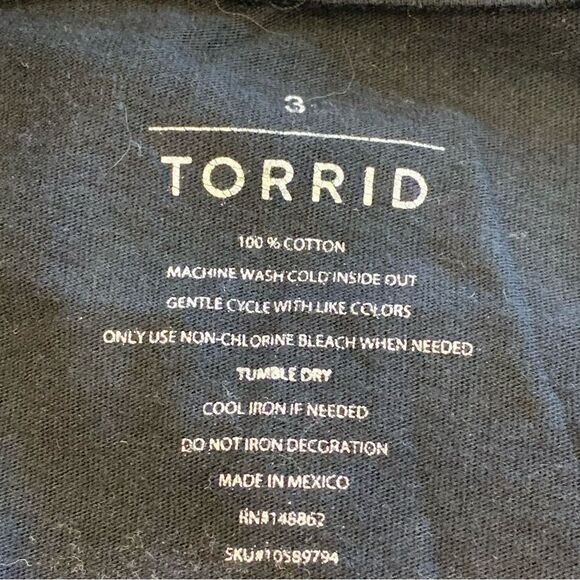 3
TORRID
100 % COTTON
MACHINE WASH COLD INSIDE OUT
GENTLE CYCLE WITH LIKE COLORS
ONLY USE NON-CHLORINE BLEACH WHEN NEEDED
TUMBLE DRY
COOL IRON IF NEEDED
DO NOT IRON DECORATION
MADE IN MEXICO
RN#148862
SKU#10589794